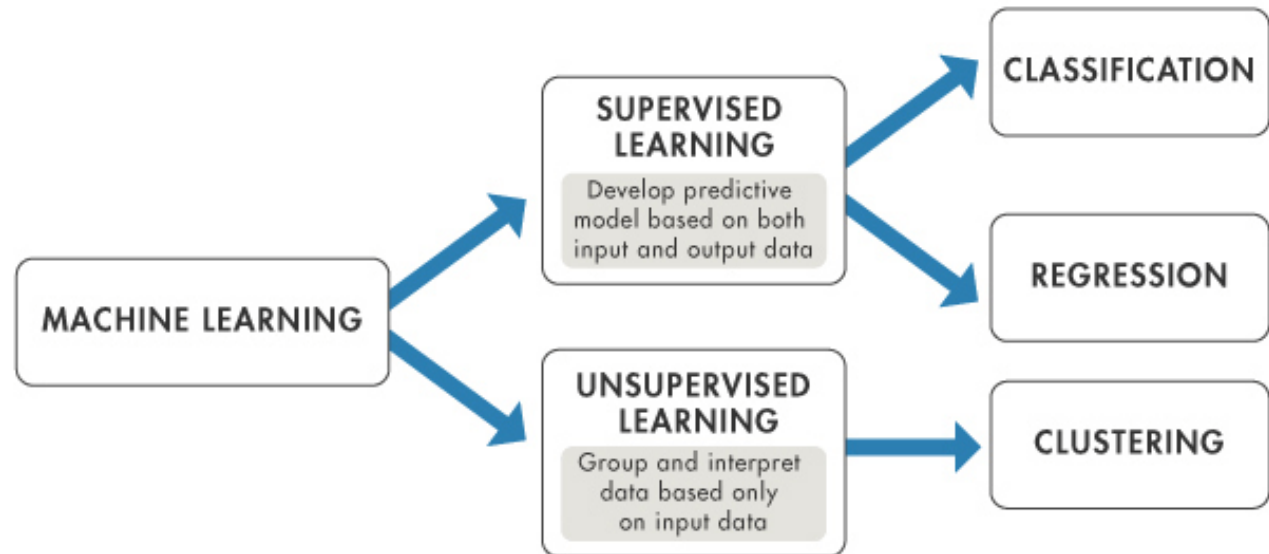 MACHINE LEARNING
SUPERVISED
LEARNING
Develop predictive
model based on both
input and output data
UNSUPERVISED
LEARNING
Group and interpret
data based only
on input data
CLASSIFICATION
REGRESSION
CLUSTERING